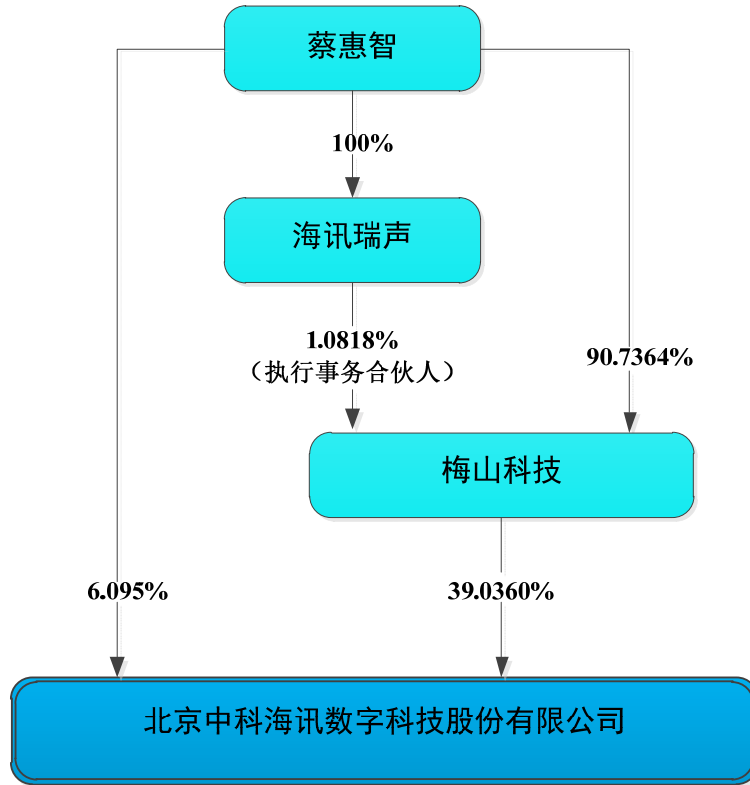 蔡惠智
100%
海讯瑞声
1.0818%
（执行事务合伙人）
90.7364%
梅山科技
6.095%
39.0360%
北京中科海讯数字科技股份有限公司